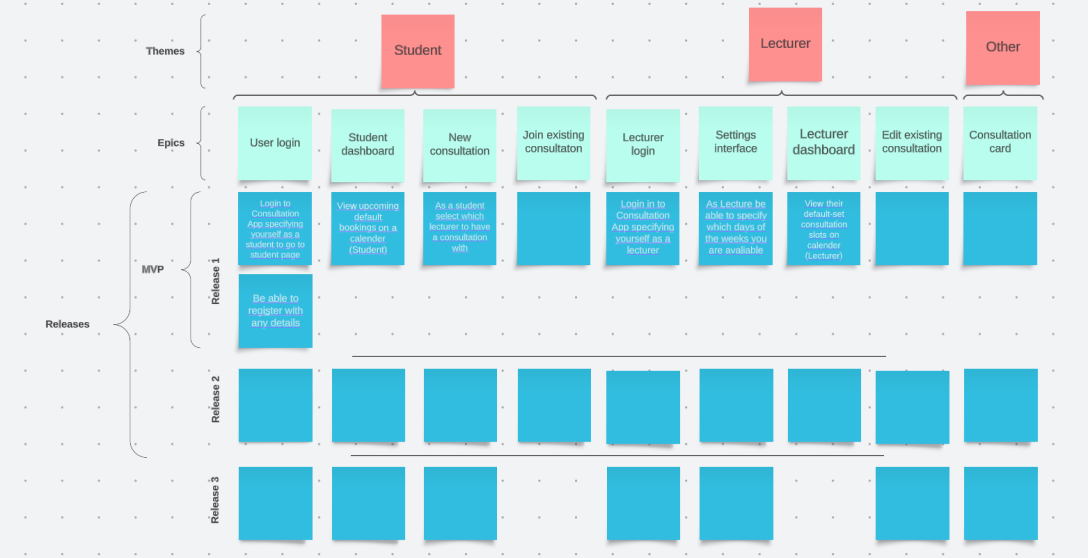 Themes
Student
Lecturer
Other
Epics
User login
Student
dashboard
New
consultation
Join existing
consultaton
Lecturer
login
Settings
interface
Lecturer
dashboard
Edit existing
consultation
Consultation
card
Releases
MVP
Release 1
Login to
Consultation
App specifying
yourself as a
student to go to
student page
View upcoming
default
bookings on a
calender
(Student)
As a student
select which
lecturer to have
a consultation
with
Login in to
Consultation
App specifying
yourself as a
lecturer
As Lecture be
able to specify
which days of
the weeks you
are avaliable
View their
default-set
consultation
slots on
calender
(Lecturer)
Be able to
register with
any details
Release 2
Release 3